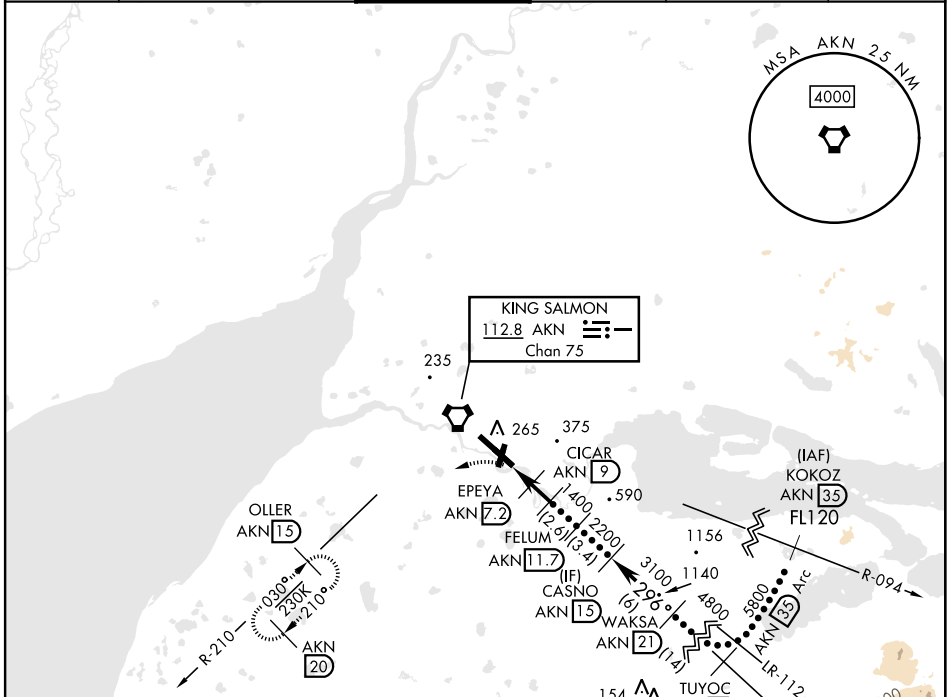 MSA AKN 25 NM
4000
KING SALMON
112.8 AKN
Chan 75
235
265
375
CICAR
AKN 9
EPEYA
AKN 7.2
1400
590
(2.6)
2200
(3.4)
FELUM
AKN 11.7
(IAF)
KOKOZ
AKN 35
FL120
1156
R-094
OLLER
AKN 15
030°
230K
210°
R-210
AKN
20
(IF)
CASNO
AKN 15
3100
1140
296°
(6)
4800
5800
AKN 35 Arc
WAKSA
AKN 21
(14)
LR-112
154
TUYOC